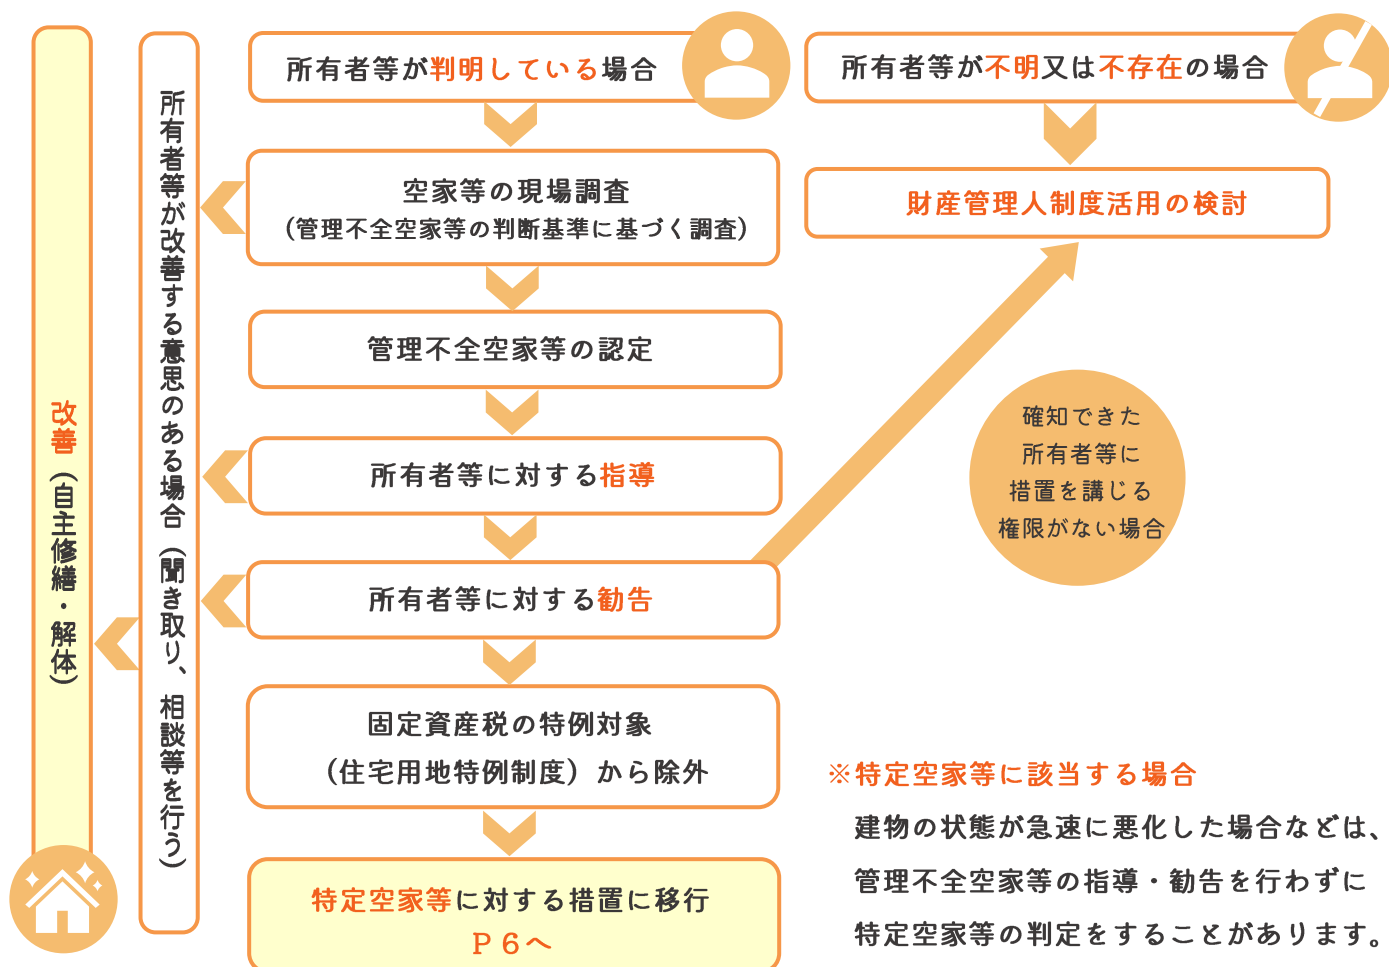 改善(自主修繕・解体)
所有者等が改善する意思のある場合(聞き取り、相談等を行う)
所有者等が判明している場合
空家等の現場調査
(管理不全空家等の判断基準に基づく調査)
管理不全空家等の認定
所有者等に対する指導
所有者等に対する勧告
固定資産税の特例対象
(住宅用地特例制度)から除外
特定空家等に対する措置に移行
P6へ
所有者等が不明又は不存在の場合
財産管理人制度活用の検討
確知できた
所有者等に
措置を講じる
権限がない場合
※特定空家等に該当する場合
建物の状態が急速に悪化した場合などは、
管理不全空家等の指導・勧告を行わずに
特定空家等の判定をすることがあります。